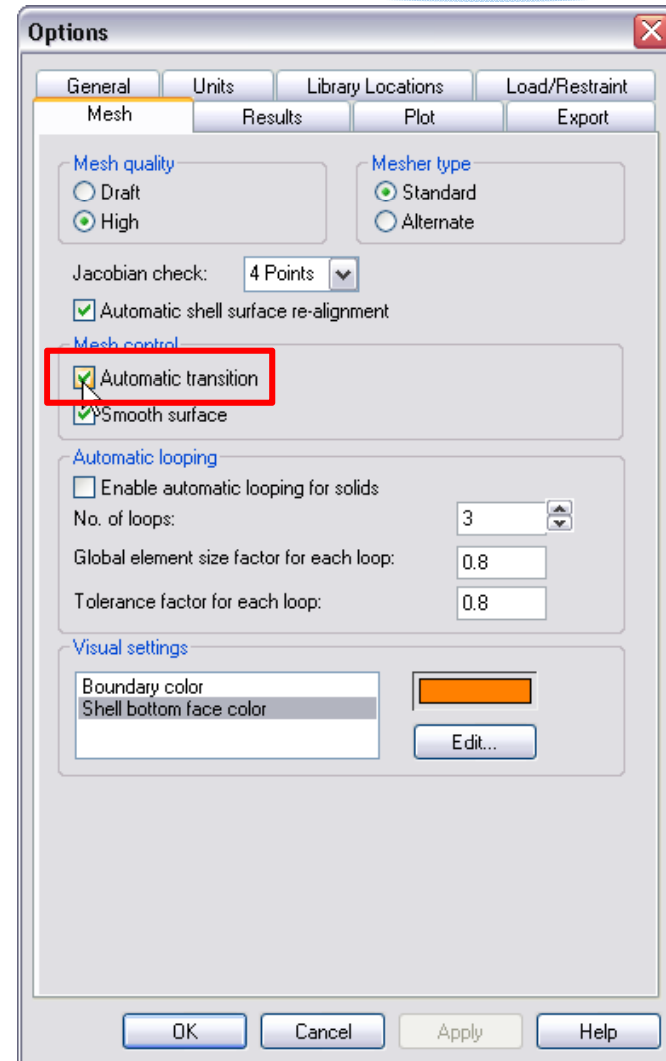 Options
General Units Library Locations Load/Restraint
Mesh Results Plot Export
Mesh quality Mesher type
Draft Standard
High Alternate
Jacobian check: 4 Points
Automatic shell surface re-alignment
Mesh control
Automatic transition
Smooth surface
Automatic looping
Enable automatic looping for solids
No. of loops: 3
Global element size factor for each loop: 0.8
Tolerance factor for each loop: 0.8
Visual settings
Boundary color
Shell bottom face color
Edit...
OK Cancel Apply Help